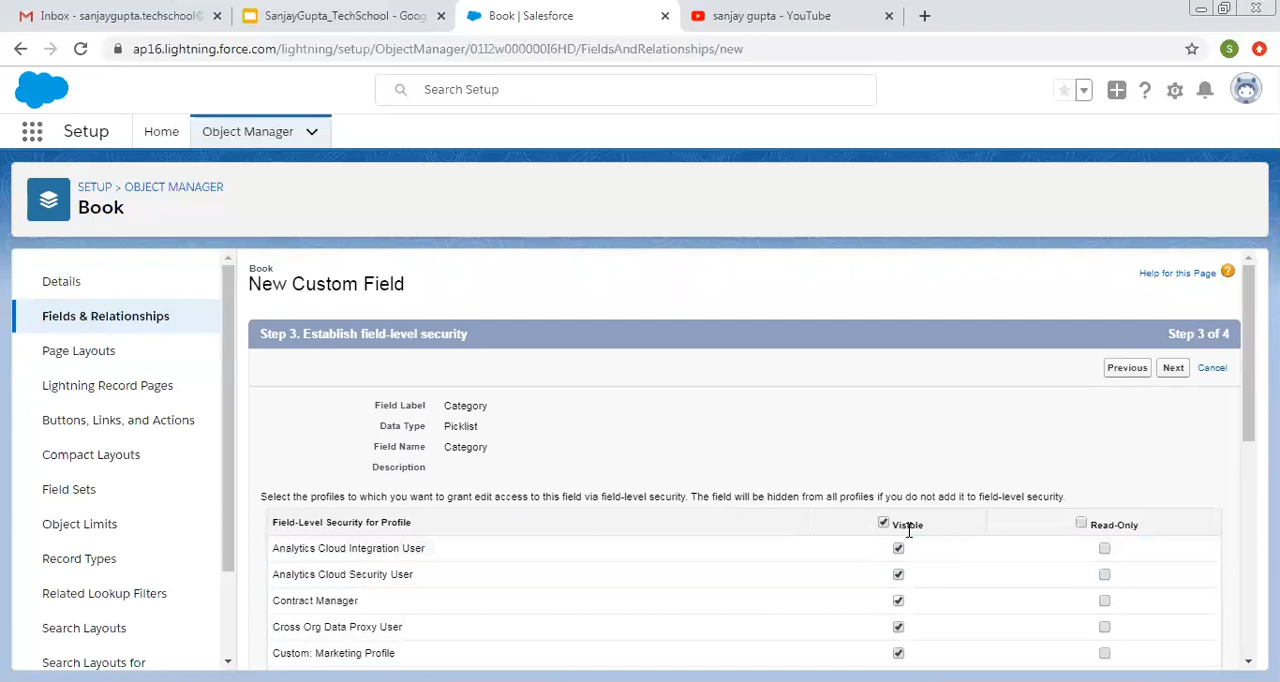 Inbox - sanjaygupta.techschool@
SanjayGupta_TechSchool - Goog
Book | Salesforce
sanjay gupta - YouTube
ap16.lightning.force.com/lightning/setup/ObjectManager/01I2w000000I6HD/FieldsAndRelationships/new
S
Search Setup
Setup
Home
Object Manager
SETUP > OBJECT MANAGER
Book
Details
Fields & Relationships
Page Layouts
Lightning Record Pages
Buttons, Links, and Actions
Compact Layouts
Field Sets
Object Limits
Record Types
Related Lookup Filters
Search Layouts
Search Layouts for
Book
New Custom Field
Help for this Page
Step 3. Establish field-level security
Step 3 of 4
Previous
Next
Cancel
Field Label Category
Data Type Picklist
Field Name Category
Description
Select the profiles to which you want to grant edit access to this field via field-level security. The field will be hidden from all profiles if you do not add it to field-level security.
Field-Level Security for Profile
Visible
Read-Only
Analytics Cloud Integration User
Analytics Cloud Security User
Contract Manager
Cross Org Data Proxy User
Custom: Marketing Profile